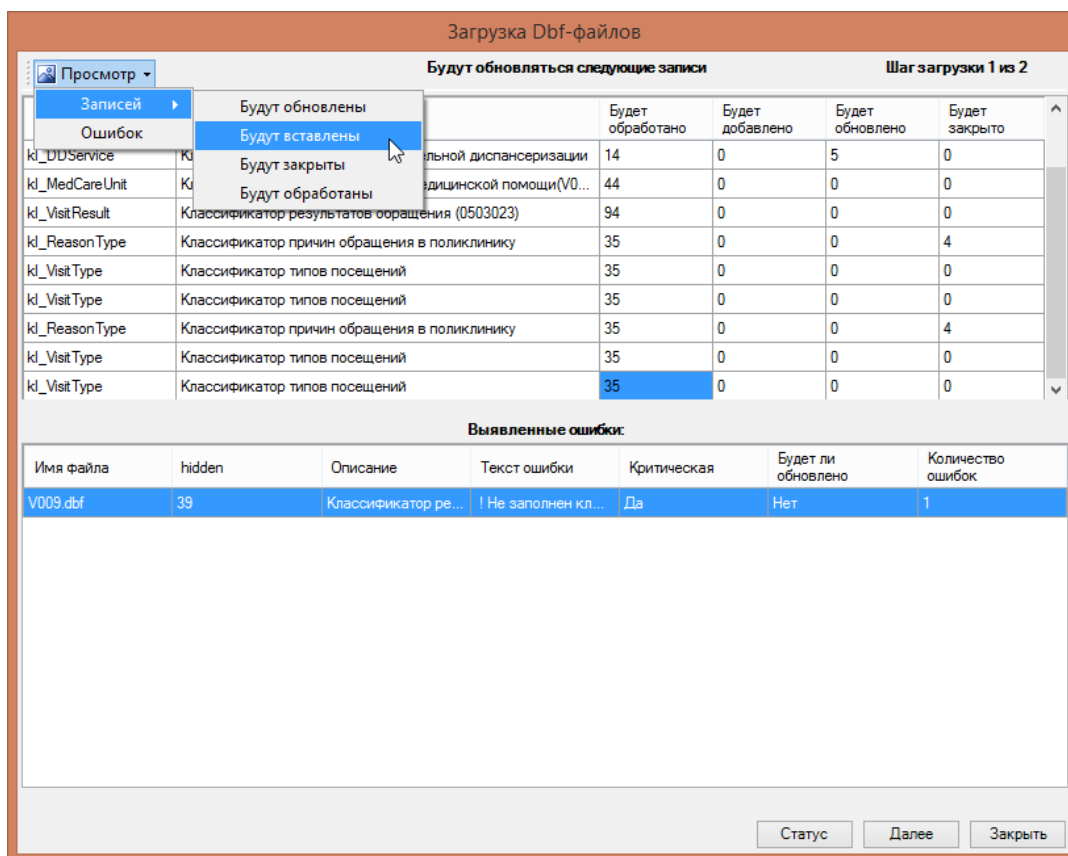 Загрузка Dbf-файлов
Просмотр
Будут обновляться следующие записи
Шаг загрузки 1 из 2
Записей
Ошибок
Будут обновлены
Будут вставлены
Будут закрыты
Будут обработаны
Будет обработано
Будет добавлено
Будет обновлено
Будет закрыто
kl_DDService диспансеризации 14 0 5 0
kl_MedCareUnit помощи(V0... 44 0 0 0
kl_VisitResult Классификатор результатов обращения (0503023) 94 0 0 0
kl_ReasonType Классификатор причин обращения в поликлинику 35 0 0 4
kl_VisitType Классификатор типов посещений 35 0 0 0
kl_VisitType Классификатор типов посещений 35 0 0 0
kl_ReasonType Классификатор причин обращения в поликлинику 35 0 0 4
kl_VisitType Классификатор типов посещений 35 0 0 0
kl_VisitType Классификатор типов посещений 35 0 0 0
Выявленные ошибки:
Имя файла hidden Описание Текст ошибки Критическая Будет ли обновлено Количество ошибок
V009.dbf 39 Классификатор ре... ! Не заполнен кл... Да Нет 1
Статус Далее Закрыть